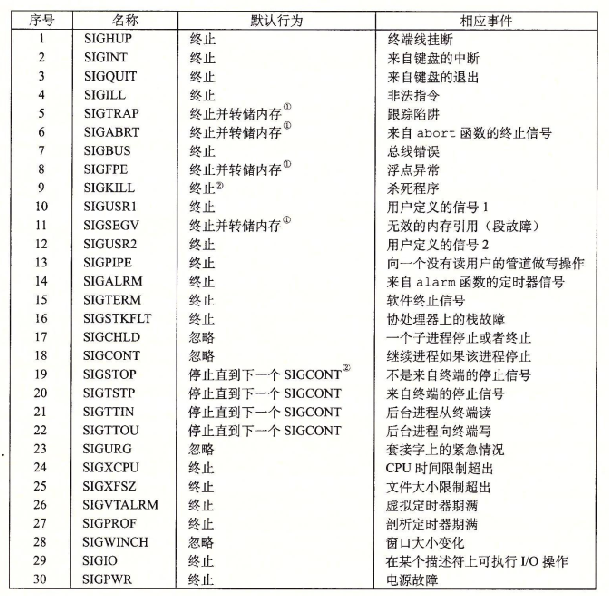 序号 名称 默认行为 相应事件
1 SIGHUP 终止 终端线挂断
2 SIGINT 终止 来自键盘的中断
3 SIGQUIT 终止 来自键盘的退出
4 SIGILL 终止 非法指令
5 SIGTRAP 终止并转储内存① 跟踪陷阱
6 SIGABRT 终止并转储内存① 来自 abort 函数的终止信号
7 SIGBUS 终止 总线错误
8 SIGFPE 终止并转储内存① 浮点异常
9 SIGKILL 终止② 杀死程序
10 SIGUSR1 终止 用户定义的信号 1
11 SIGSEGV 终止并转储内存① 无效的内存引用（段故障）
12 SIGUSR2 终止 用户定义的信号 2
13 SIGPIPE 终止 向一个没有读用户的管道做写操作
14 SIGALRM 终止 来自 alarm 函数的定时器信号
15 SIGTERM 终止 软件终止信号
16 SIGSTKFLT 终止 协处理器上的栈故障
17 SIGCHLD 忽略 一个子进程停止或者终止
18 SIGCONT 忽略 继续进程如果该进程停止
19 SIGSTOP 停止直到下一个 SIGCONT② 不是来自终端的停止信号
20 SIGTSTP 停止直到下一个 SIGCONT 来自终端的停止信号
21 SIGTTIN 停止直到下一个 SIGCONT 后台进程从终端读
22 SIGTTOU 停止直到下一个 SIGCONT 后台进程向终端写
23 SIGURG 忽略 套接字上的紧急情况
24 SIGXCPU 终止 CPU 时间限制超出
25 SIGXFSZ 终止 文件大小限制超出
26 SIGVTALRM 终止 虚拟定时器期满
27 SIGPROF 终止 剖析定时器期满
28 SIGWINCH 忽略 窗口大小变化
29 SIGIO 终止 在某个描述符上可执行 I/O 操作
30 SIGPWR 终止 电源故障